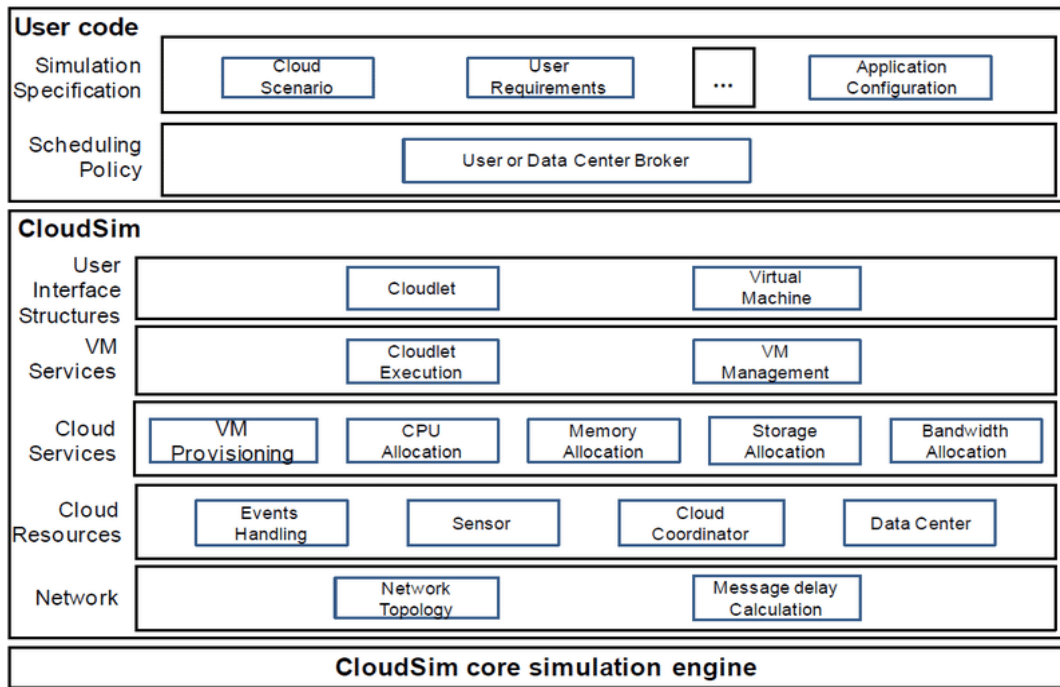 User code
Simulation
Specification
Cloud
Scenario
User
Requirements
...
Application
Configuration
Scheduling
Policy
User or Data Center Broker
CloudSim
User
Interface
Structures
Cloudlet
Virtual
Machine
VM
Services
Cloudlet
Execution
VM
Management
Cloud
Services
VM
Provisioning
CPU
Allocation
Memory
Allocation
Storage
Allocation
Bandwidth
Allocation
Cloud
Resources
Events
Handling
Sensor
Cloud
Coordinator
Data Center
Network
Network
Topology
Message delay
Calculation
CloudSim core simulation engine